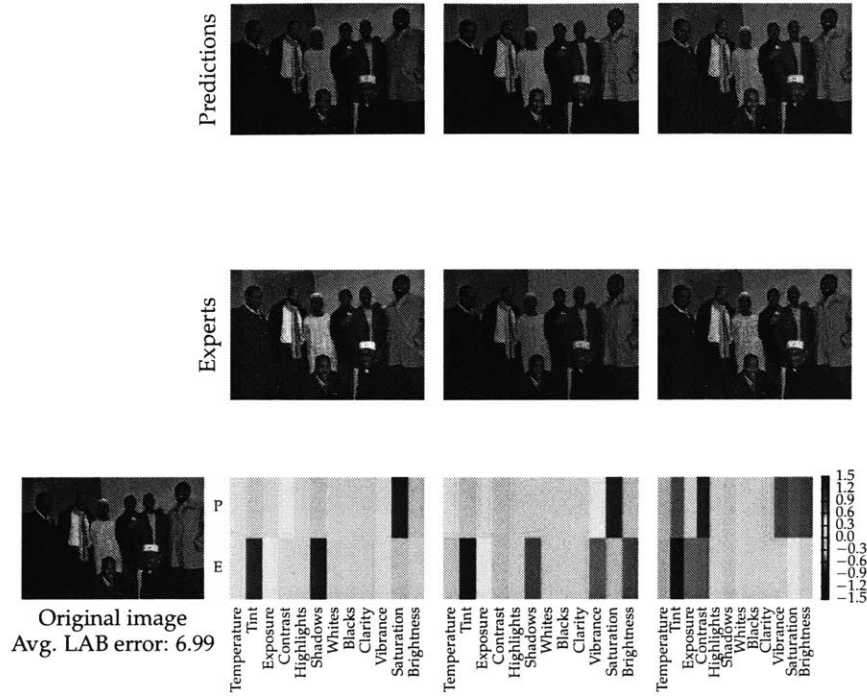 Predictions
Experts
P
E
1.5
1.2
0.9
0.6
0.3
0.0
−0.3
−0.6
−0.9
−1.2
−1.5
Original image
Avg. LAB error: 6.99
Temperature
Tint
Exposure
Contrast
Highlights
Shadows
Whites
Blacks
Clarity
Vibrance
Saturation
Brightness
Temperature
Tint
Exposure
Contrast
Highlights
Shadows
Whites
Blacks
Clarity
Vibrance
Saturation
Brightness
Temperature
Tint
Exposure
Contrast
Highlights
Shadows
Whites
Blacks
Clarity
Vibrance
Saturation
Brightness